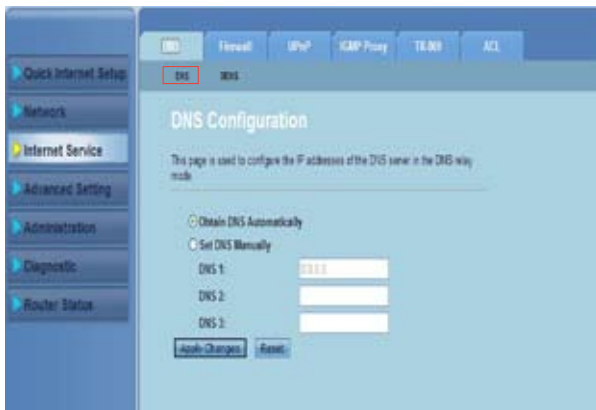 DNS Firewall UPnP IGMP Proxy TR-069 ACL
DNS DDNS
Quick Internet Setup
Network
Internet Service
Advanced Setting
Administration
Diagnostic
Router Status
DNS Configuration
This page is used to configure the IP addresses of the DNS server in the DNS relay
mode.
Obtain DNS Automatically
Set DNS Manually
DNS 1:
DNS 2:
DNS 3:
Apply Changes Reset